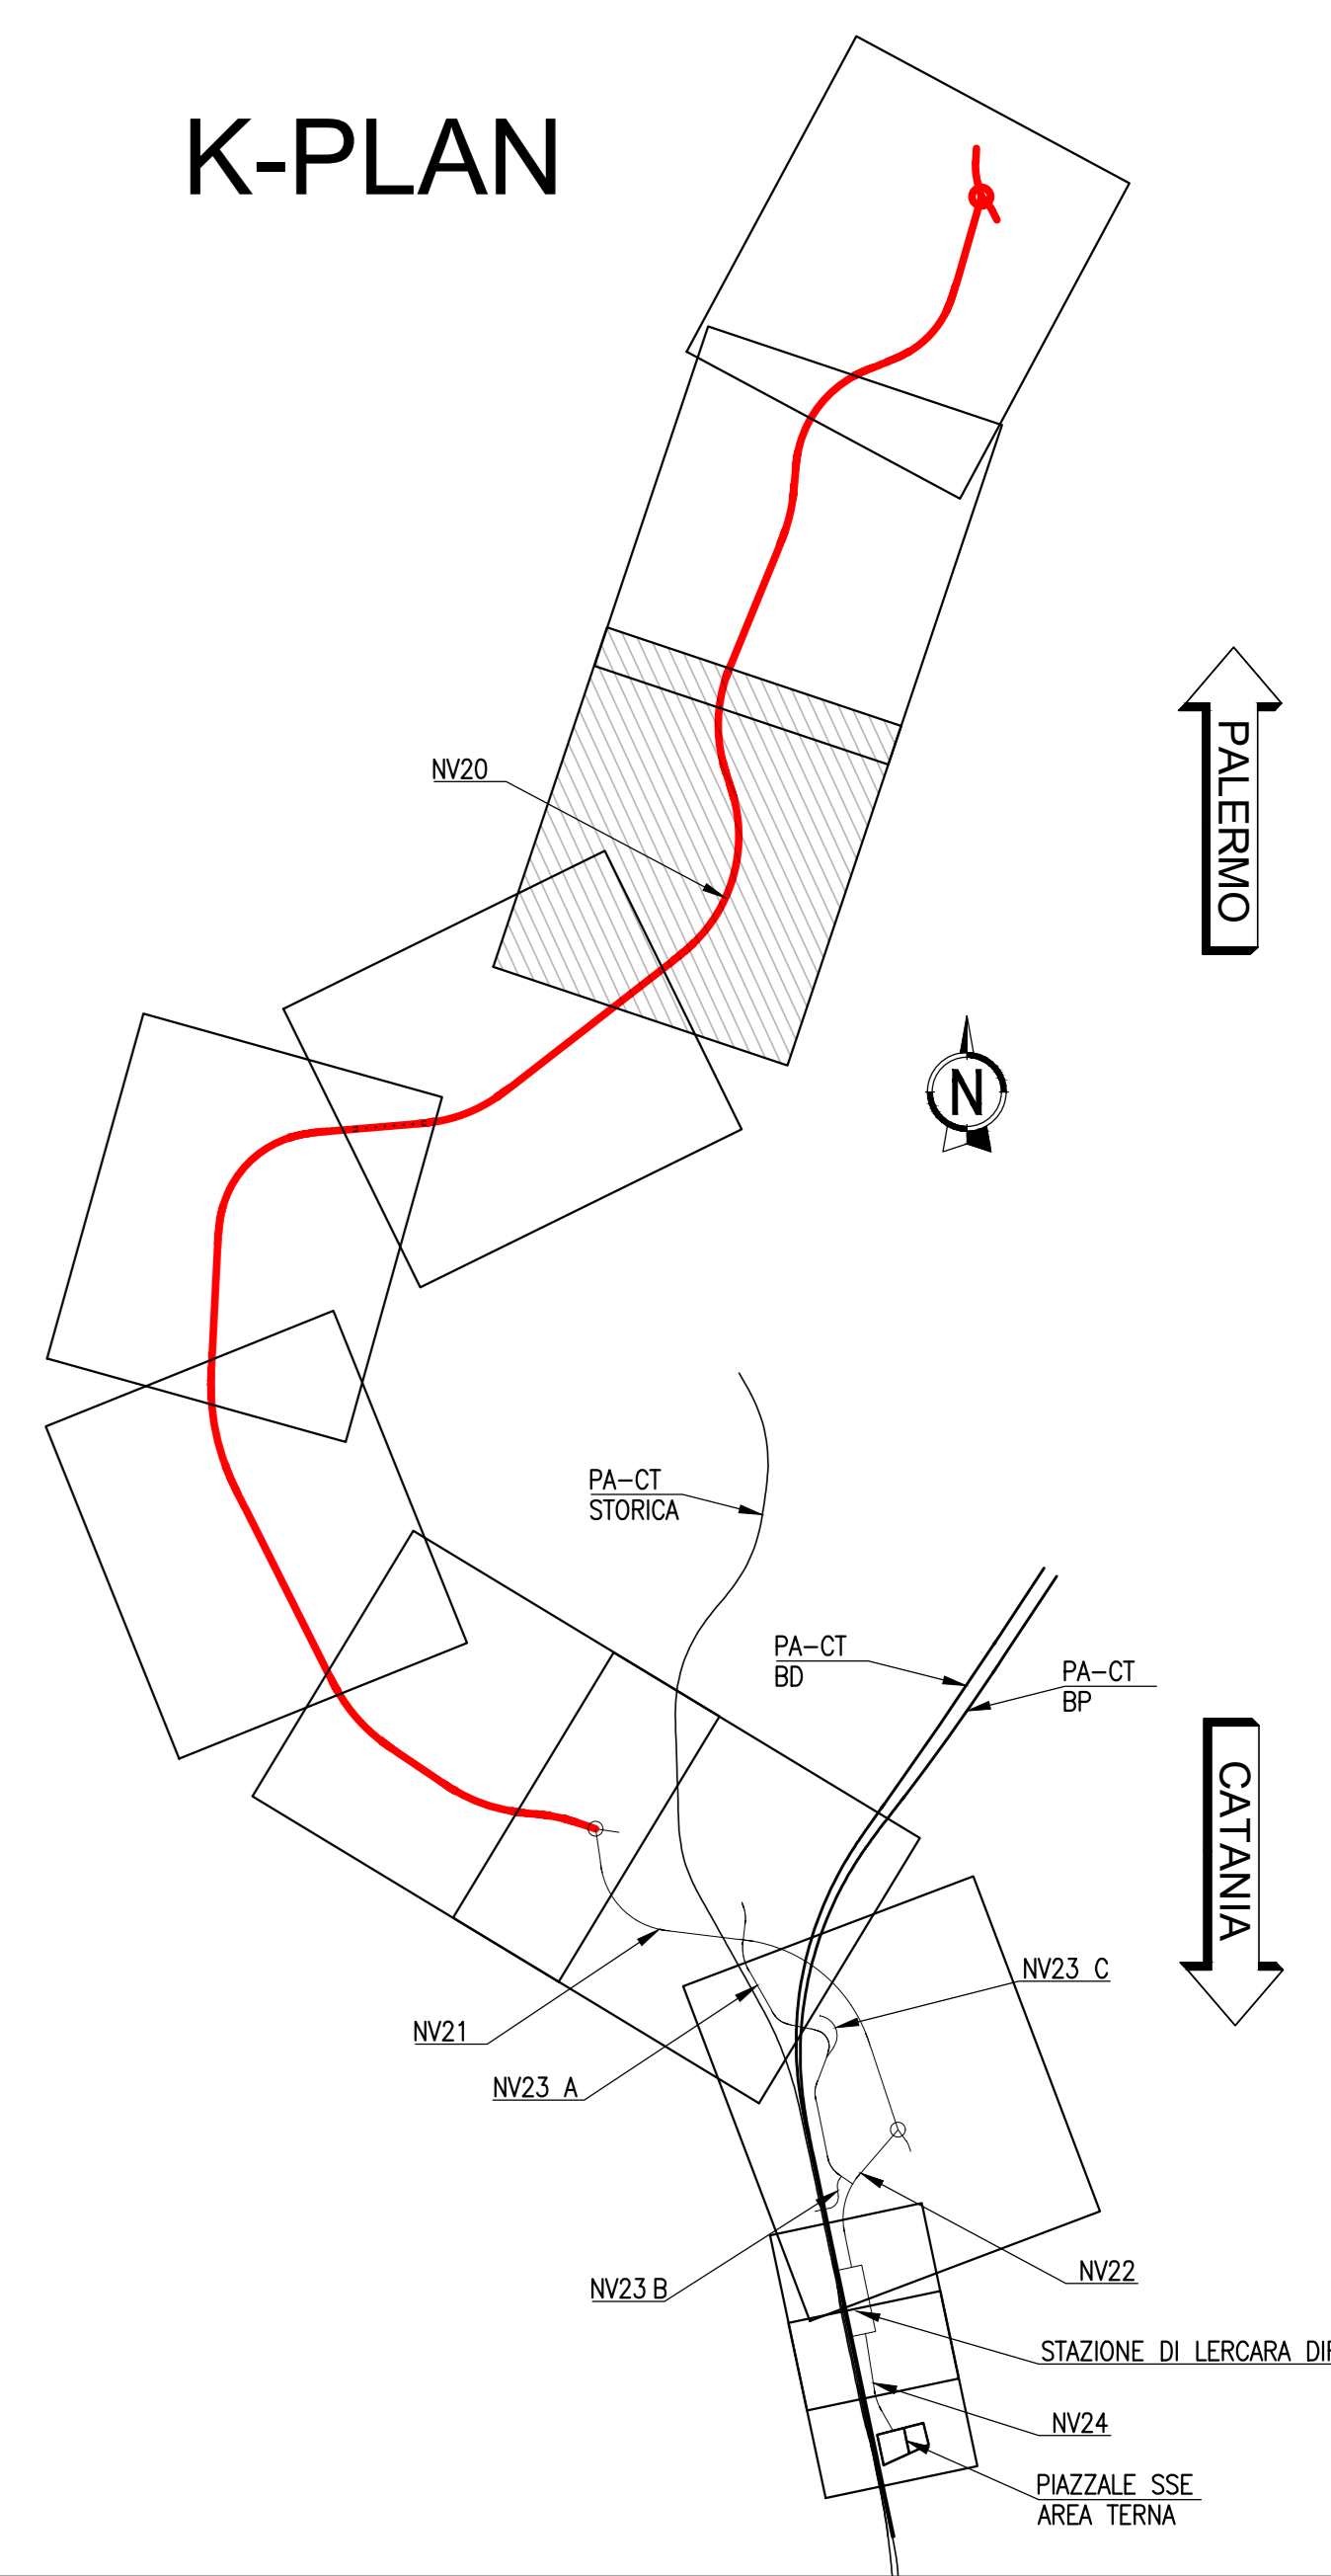 K-PLAN
PALERMO
NV20
N
PA-CT
STORICA
PA-CT
BD
PA-CT
BP
CATANIA
NV23 C
NV21
NV23 A
NV22
NV23 B
STAZIONE DI LERCARA
NV24
PIAZZALE SSE
AREA TERNA